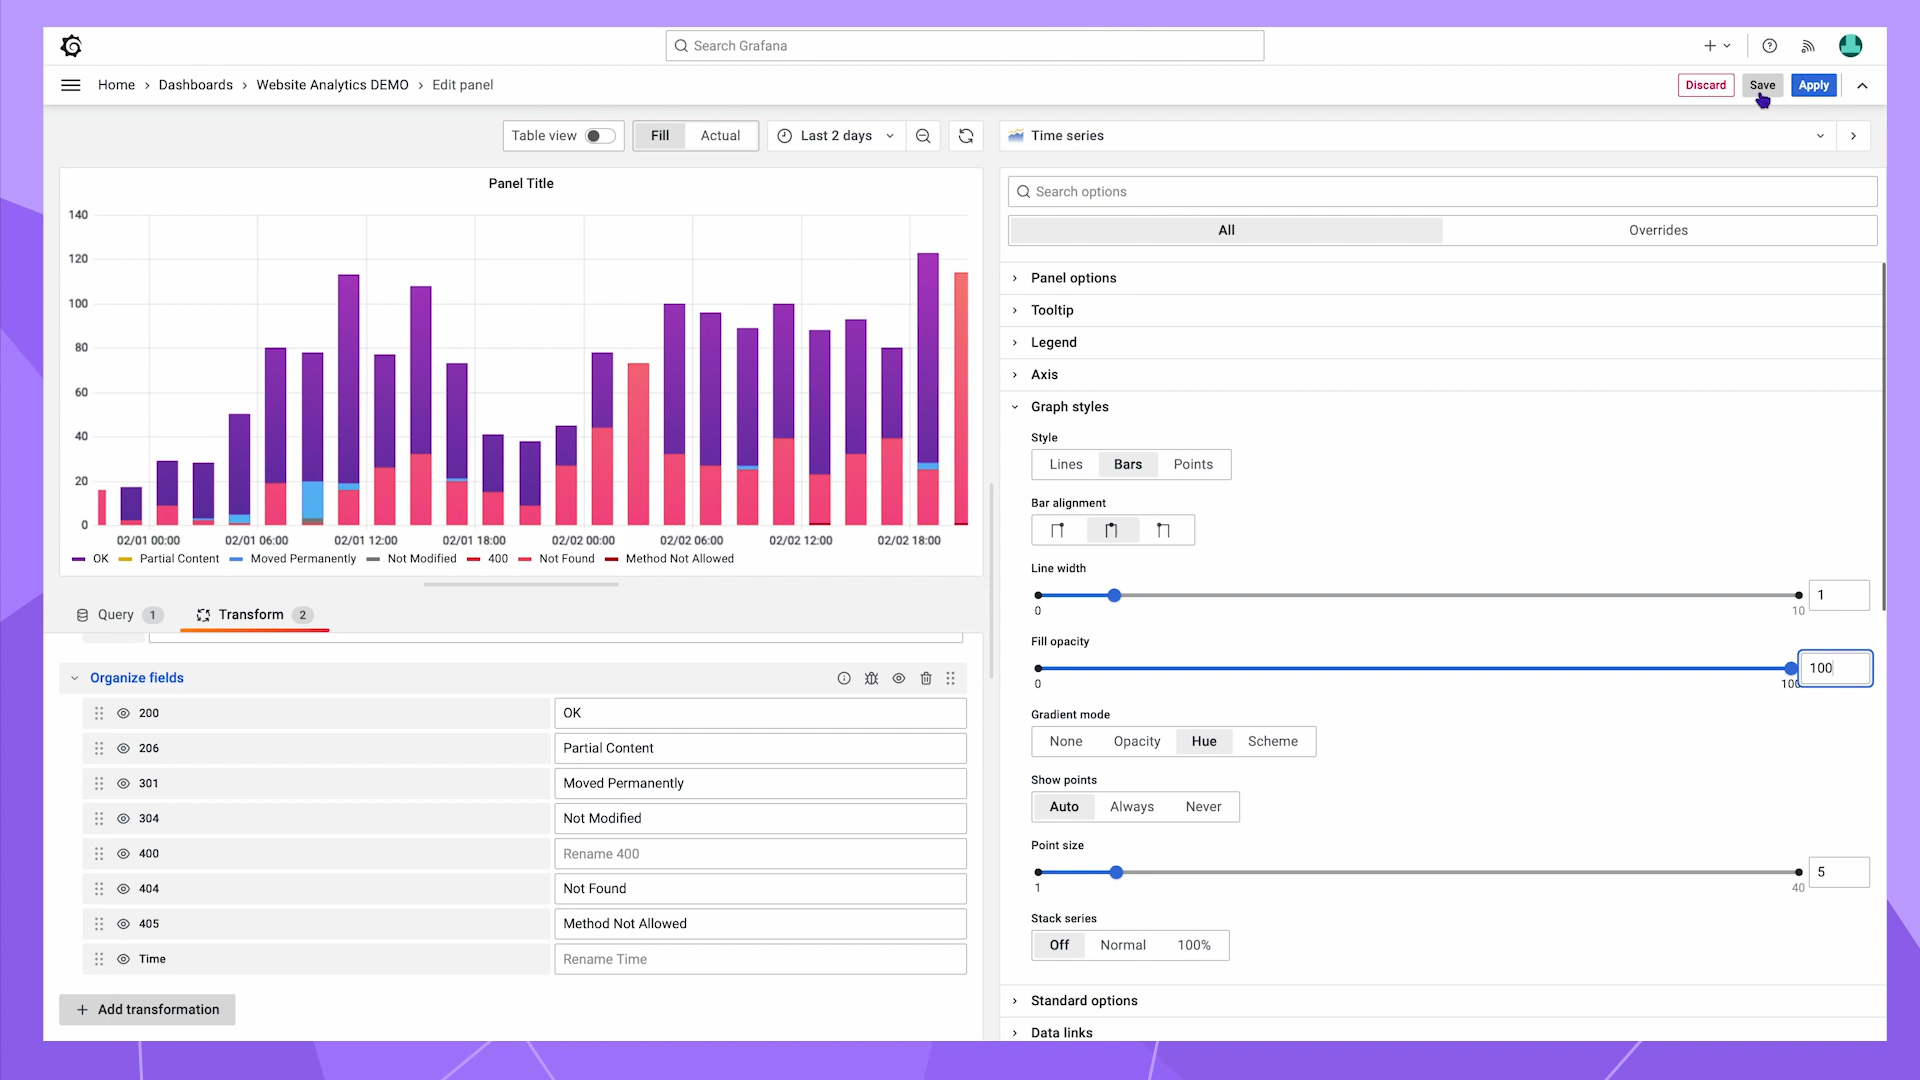 Search Grafana
Home › Dashboards › Website Analytics DEMO › Edit panel
Discard Save Apply
Table view Fill Actual Last 2 days
Time series
Panel Title
140
120
100
80
60
40
20
0
02/01 00:00 02/01 06:00 02/01 12:00 02/01 18:00 02/02 00:00 02/02 06:00 02/02 12:00 02/02 18:00
OK Partial Content Moved Permanently Not Modified 400 Not Found Method Not Allowed
Query 1 Transform 2
Organize fields
200 OK
206 Partial Content
301 Moved Permanently
304 Not Modified
400 Rename 400
404 Not Found
405 Method Not Allowed
Time Rename Time
+ Add transformation
Search options
All Overrides
Panel options
Tooltip
Legend
Axis
Graph styles
Style
Lines Bars Points
Bar alignment
Line width
1
0 10
Fill opacity
100
0 100
Gradient mode
None Opacity Hue Scheme
Show points
Auto Always Never
Point size
5
1 40
Stack series
Off Normal 100%
Standard options
Data links